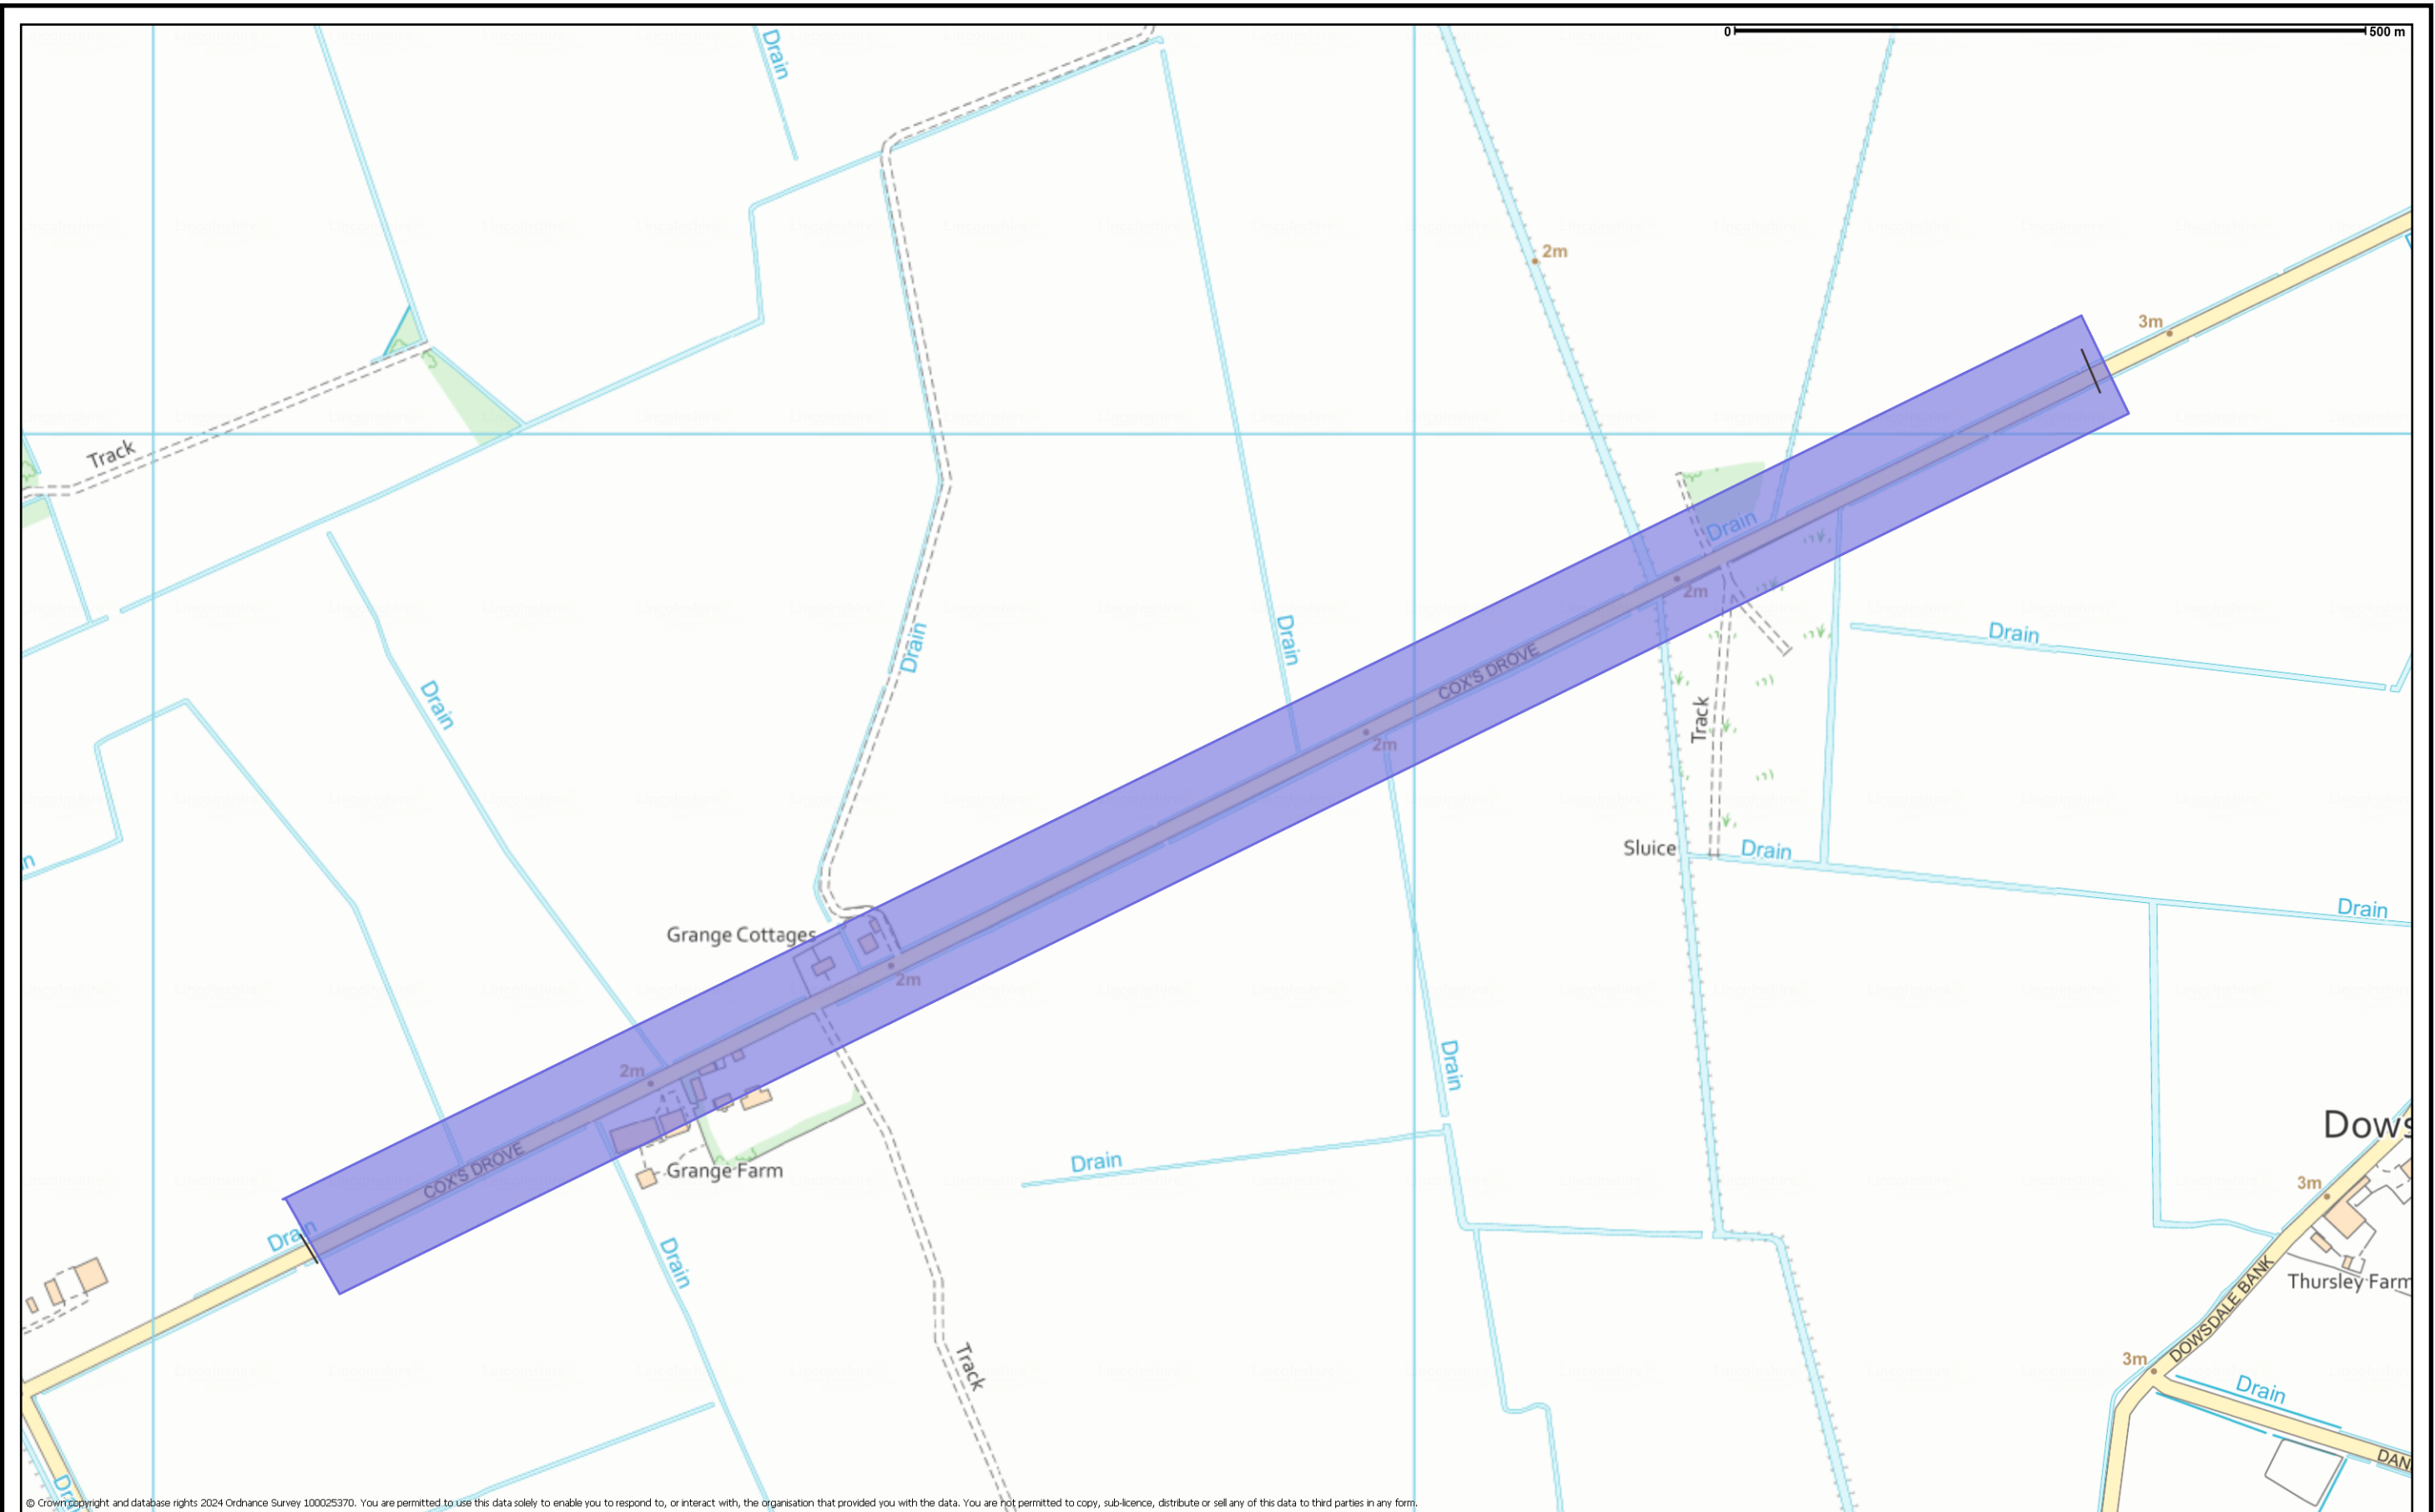 0 500 m
Drain
2m
3m
Track
Drain
2m
Drain
Drain
Drain
COX'S DROVE
Drain
2m
Track
Sluice
Drain
Drain
Grange Cottages
2m
2m
Drain
Dows
COX'S DROVE
Drain
Grange Farm
3m
Drain
Drain
Thursley Farm
DOWSDALE BANK
Track
3m
Drain
DAN
Dra
© Crown copyright and database rights 2024 Ordnance Survey 100025370. You are permitted to use this data solely to enable you to respond to, or interact with, the organisation that provided you with the data. You are not permitted to copy, sub-licence, distribute or sell any of this data to third parties in any form.